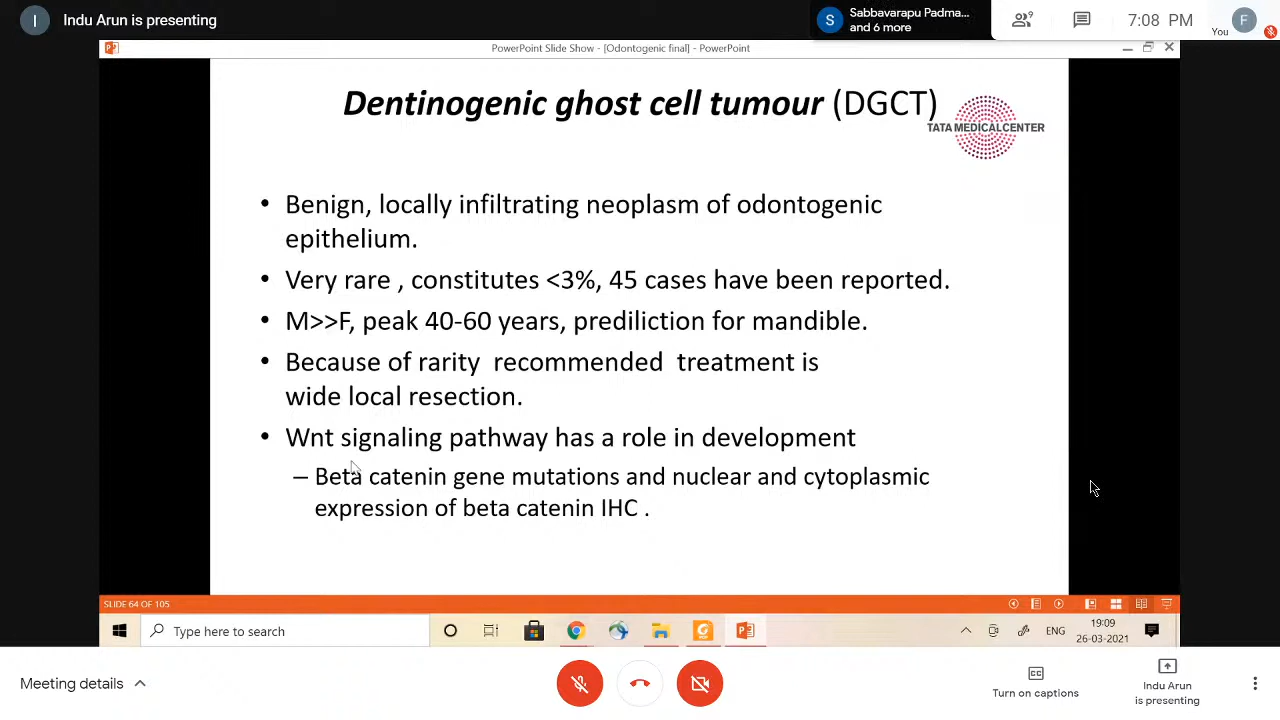 I
Indu Arun is presenting
S
Sabbavarapu Padma...
and 6 more
9
7:08 PM
You
F
PowerPoint Slide Show - [Odontogenic final] - PowerPoint
Dentinogenic ghost cell tumour (DGCT)
TATA MEDICAL CENTER
• Benign, locally infiltrating neoplasm of odontogenic
epithelium.
• Very rare , constitutes <3%, 45 cases have been reported.
• M>>F, peak 40-60 years, prediliction for mandible.
• Because of rarity recommended treatment is
wide local resection.
• Wnt signaling pathway has a role in development
– Beta catenin gene mutations and nuclear and cytoplasmic
expression of beta catenin IHC .
SLIDE 64 OF 105
Type here to search
ENG
19:09
26-03-2021
Meeting details
CC
Turn on captions
Indu Arun
is presenting